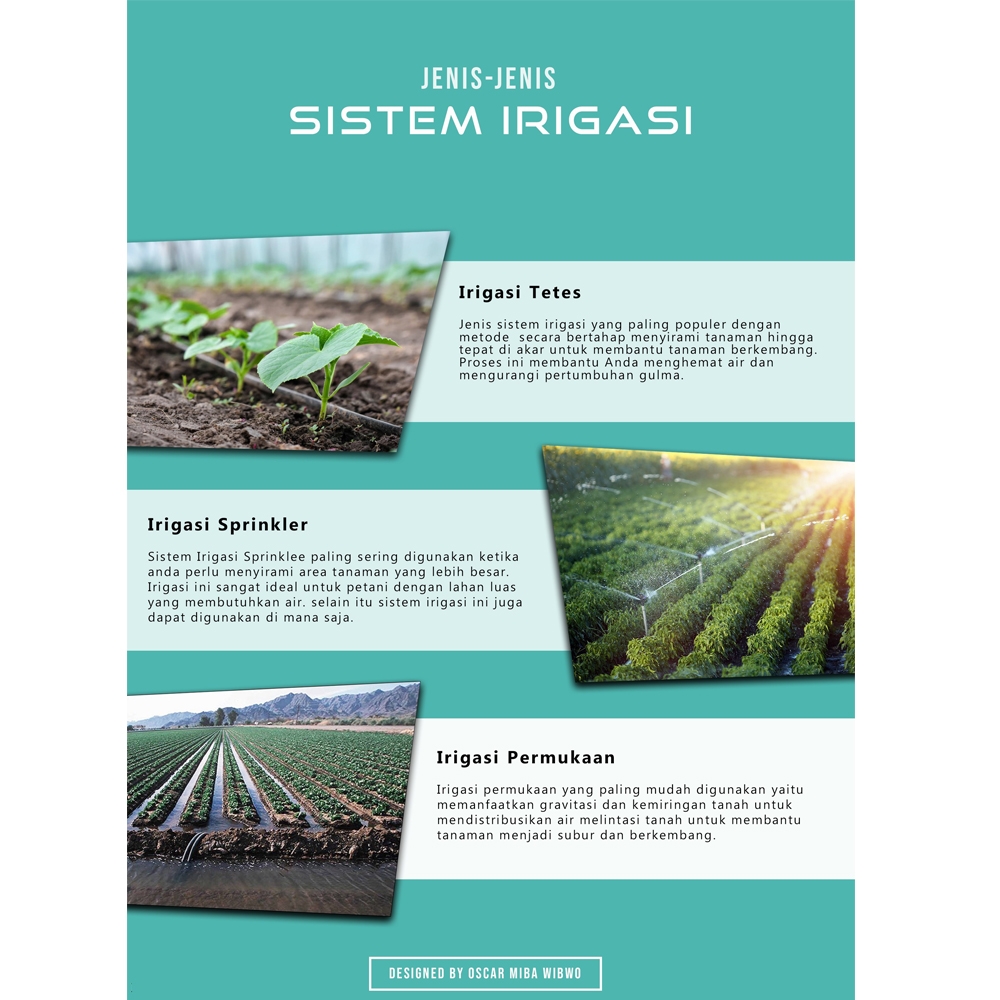 JENIS-JENIS
SISTEM IRIGASI
Irigasi Tetes
Jenis sistem irigasi yang paling populer dengan
metode  secara bertahap menyirami tanaman hingga
tepat di akar untuk membantu tanaman berkembang.
Proses ini membantu Anda menghemat air dan
mengurangi pertumbuhan gulma.
Irigasi Sprinkler
Sistem Irigasi Sprinklee paling sering digunakan ketika
anda perlu menyirami area tanaman yang lebih besar.
Irigasi ini sangat ideal untuk petani dengan lahan luas
yang membutuhkan air. selain itu sistem irigasi ini juga
dapat digunakan di mana saja.
Irigasi Permukaan
Irigasi permukaan yang paling mudah digunakan yaitu
memanfaatkan gravitasi dan kemiringan tanah untuk
mendistribusikan air melintasi tanah untuk membantu
tanaman menjadi subur dan berkembang.
DESIGNED BY OSCAR MIBA WIBWO